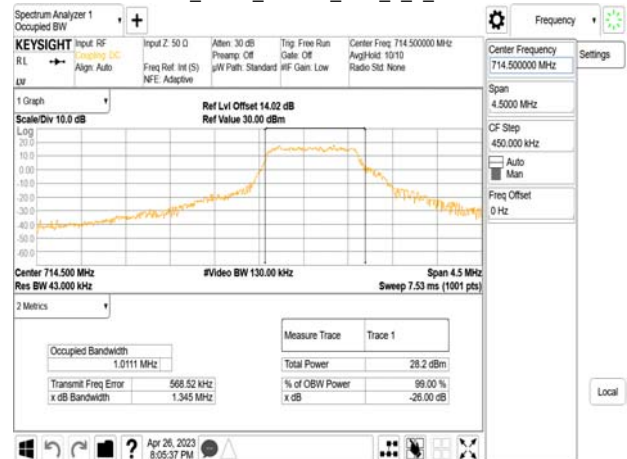 Spectrum Analyzer 1
Occupied BW
Frequency
KEYSIGHT
RL
LV
Input: RF
Coupling: DC
Align: Auto
Input Z: 50 Ω
Freq Ref: Int (S)
NFE: Adaptive
Atten: 30 dB
Preamp: Off
µW Path: Standard
Trig: Free Run
Gate: Off
#IF Gain: Low
Center Freq: 714.500000 MHz
Avg|Hold: 10/10
Radio Std: None
Center Frequency
714.500000 MHz
Settings
Span
4.5000 MHz
CF Step
450.000 kHz
Auto
Man
Freq Offset
0 Hz
1 Graph
Scale/Div 10.0 dB
Ref Lvl Offset 14.02 dB
Ref Value 30.00 dBm
Log
20.0
10.0
0.00
-10.0
-20.0
-30.0
-40.0
-50.0
-60.0
Center 714.500 MHz
#Video BW 130.00 kHz
Span 4.5 MHz
Res BW 43.000 kHz
Sweep 7.53 ms (1001 pts)
2 Metrics
Measure Trace
Trace 1
Occupied Bandwidth
1.0111 MHz
Total Power
28.2 dBm
Transmit Freq Error
568.52 kHz
% of OBW Power
99.00 %
x dB Bandwidth
1.345 MHz
x dB
-26.00 dB
Local
?
Apr 26, 2023
8:05:37 PM